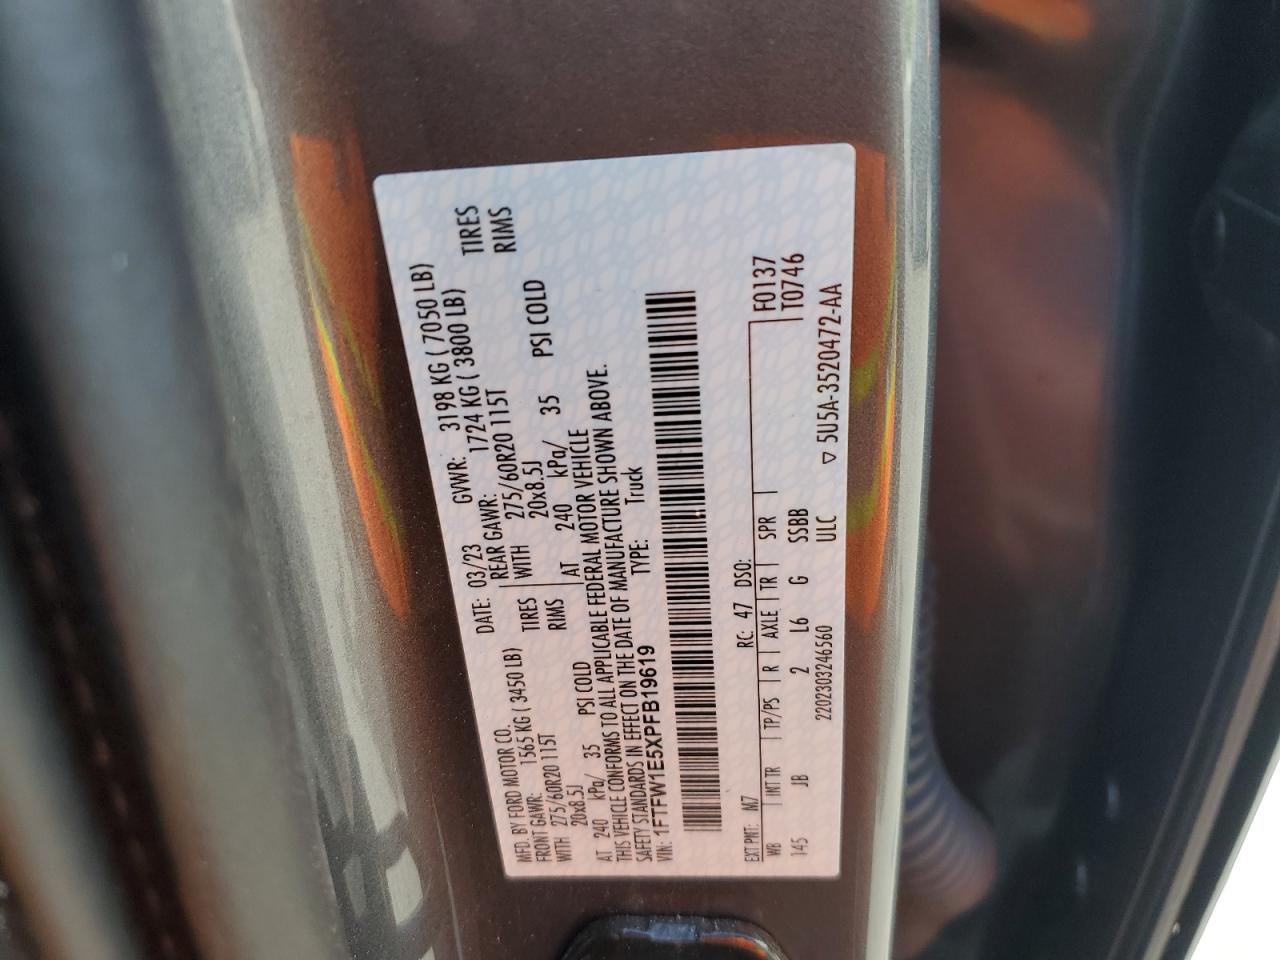 MFD. BY FORD MOTOR CO. DATE: 03/23 GVWR: 3198 KG ( 7050 LB)
FRONT GAWR: 1565 KG ( 3450 LB) REAR GAWR: 1724 KG ( 3800 LB)
WITH 275/60R20 115T TIRES WITH 275/60R20 115T TIRES
20x8.5J RIMS 20x8.5J RIMS
AT 240 kPa/ 35 PSI COLD AT 240 kPa/ 35 PSI COLD
THIS VEHICLE CONFORMS TO ALL APPLICABLE FEDERAL MOTOR VEHICLE
SAFETY STANDARDS IN EFFECT ON THE DATE OF MANUFACTURE SHOWN ABOVE.
VIN: 1FTFW1E5XPFB19619 TYPE: Truck
EXT PNT: M7 RC: 47 DSO: F0137
WB INT TR TP/PS R AXLE TR SPR T0746
145 JB 2 L6 G SSBB
2202303246560 ULC ▽ 5U5A-3520472-AA